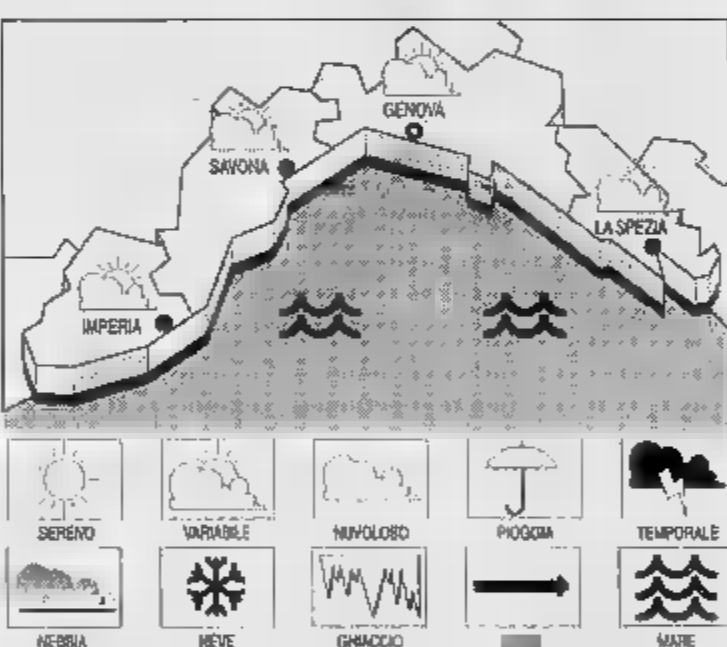 GENOVA
SAVONA
LA SPEZIA
IMPERIA
SERENO
VARIABILE
NUVOLOSO
PIOGGIA
TEMPORALE
NEBBIA
NEVE
GHIACCIO
MARE